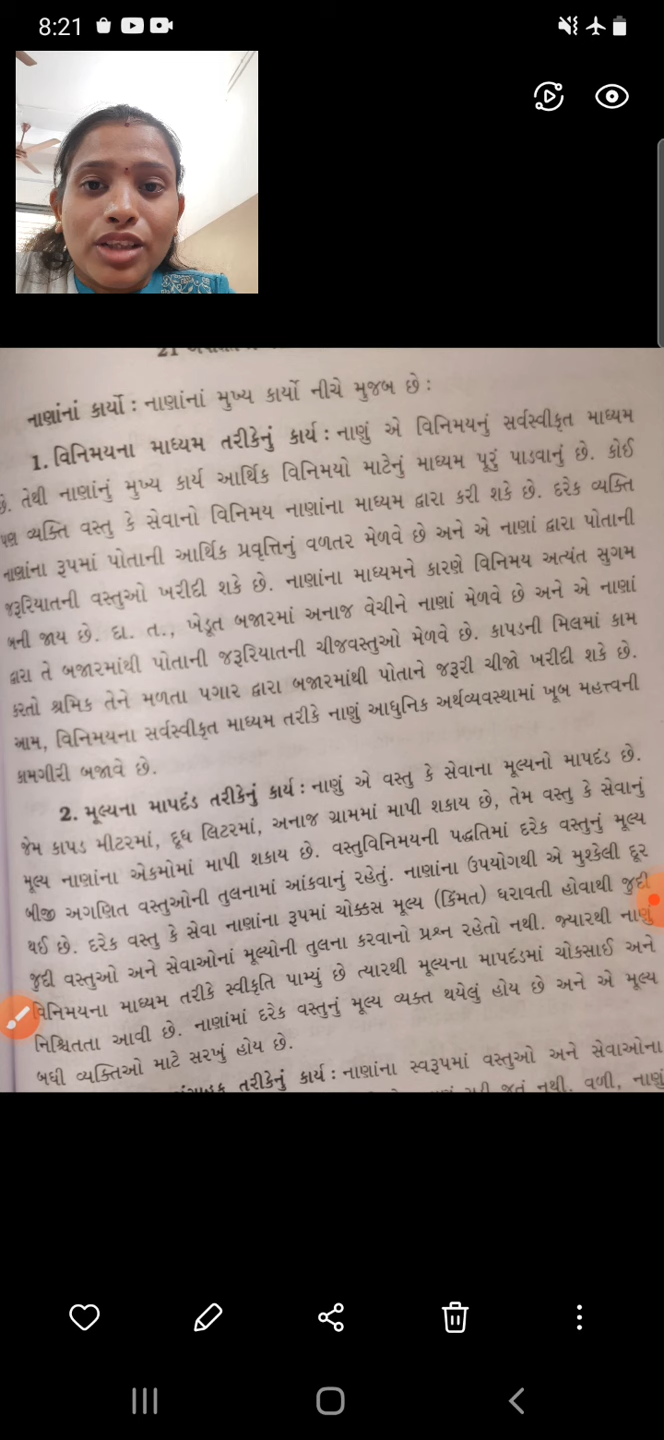 8:21
નાણાંનાં કાર્યો : નાણાંનાં મુખ્ય કાર્યો નીચે મુજબ છે :
1. વિનિમયના માધ્યમ તરીકેનું કાર્ય : નાણું એ વિનિમયનું સર્વસ્વીકૃત માધ્યમ
છે. તેથી નાણાંનું મુખ્ય કાર્ય આર્થિક વિનિમયો માટેનું માધ્યમ પૂરું પાડવાનું છે. કોઈ
પણ વ્યક્તિ વસ્તુ કે સેવાનો વિનિમય નાણાંના માધ્યમ દ્વારા કરી શકે છે. દરેક વ્યક્તિ
નાણાંના રૂપમાં પોતાની આર્થિક પ્રવૃત્તિનું વળતર મેળવે છે અને એ નાણાં દ્વારા પોતાની
જરૂરિયાતની વસ્તુઓ ખરીદી શકે છે. નાણાંના માધ્યમને કારણે વિનિમય અત્યંત સુગમ
બની જાય છે. દા. ત., ખેડૂત બજારમાં અનાજ વેચીને નાણાં મેળવે છે અને એ નાણાં
દ્વારા તે બજારમાંથી પોતાની જરૂરિયાતની ચીજવસ્તુઓ મેળવે છે. કાપડની મિલમાં કામ
કરતો શ્રમિક તેને મળતા પગાર દ્વારા બજારમાંથી પોતાને જરૂરી ચીજો ખરીદી શકે છે.
આમ, વિનિમયના સર્વસ્વીકૃત માધ્યમ તરીકે નાણું આધુનિક અર્થવ્યવસ્થામાં ખૂબ મહત્ત્વની
કામગીરી બજાવે છે.
2. મૂલ્યના માપદંડ તરીકેનું કાર્ય : નાણું એ વસ્તુ કે સેવાના મૂલ્યનો માપદંડ છે.
જેમ કાપડ મીટરમાં, દૂધ લિટરમાં, અનાજ ગ્રામમાં માપી શકાય છે, તેમ વસ્તુ કે સેવાનું
મૂલ્ય નાણાંના એકમોમાં માપી શકાય છે. વસ્તુવિનિમયની પદ્ધતિમાં દરેક વસ્તુનું મૂલ્ય
બીજી અગણિત વસ્તુઓની તુલનામાં આંકવાનું રહેતું. નાણાંના ઉપયોગથી એ મુશ્કેલી દૂર
થઈ છે. દરેક વસ્તુ કે સેવા નાણાંના રૂપમાં ચોક્કસ મૂલ્ય (કિંમત) ધરાવતી હોવાથી જુદી
જુદી વસ્તુઓ અને સેવાઓનાં મૂલ્યોની તુલના કરવાનો પ્રશ્ન રહેતો નથી. જ્યારથી નાણું
વિનિમયના માધ્યમ તરીકે સ્વીકૃતિ પામ્યું છે ત્યારથી મૂલ્યના માપદંડમાં ચોકસાઈ અને
નિશ્ચિતતા આવી છે. નાણાંમાં દરેક વસ્તુનું મૂલ્ય વ્યક્ત થયેલું હોય છે અને એ મૂલ્ય
બધી વ્યક્તિઓ માટે સરખું હોય છે.
તરીકેનું કાર્ય : નાણાંના સ્વરૂપમાં વસ્તુઓ અને સેવાઓના
જતું નથી. વળી, નાણું